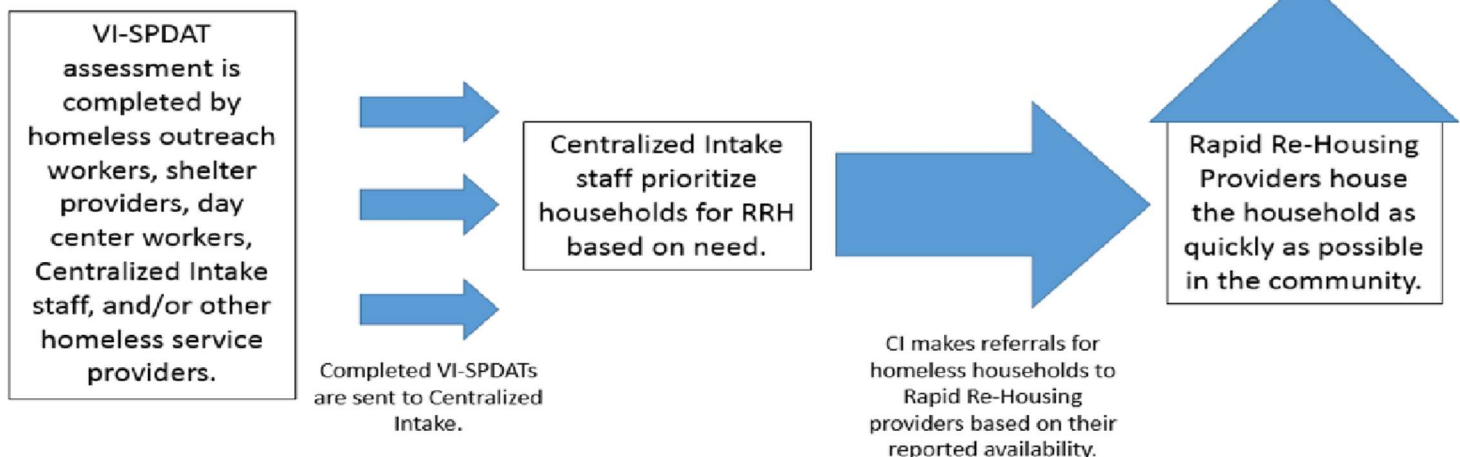 VI-SPDAT
assessment is
completed by
homeless outreach
workers, shelter
providers, day
center workers,
Centralized Intake
staff, and/or other
homeless service
providers.
Completed VI-SPDATs
are sent to Centralized
Intake.
Centralized Intake
staff prioritize
households for RRH
based on need.
CI makes referrals for
homeless households to
Rapid Re-Housing
providers based on their
reported availability.
Rapid Re-Housing
Providers house
the household as
quickly as possible
in the community.